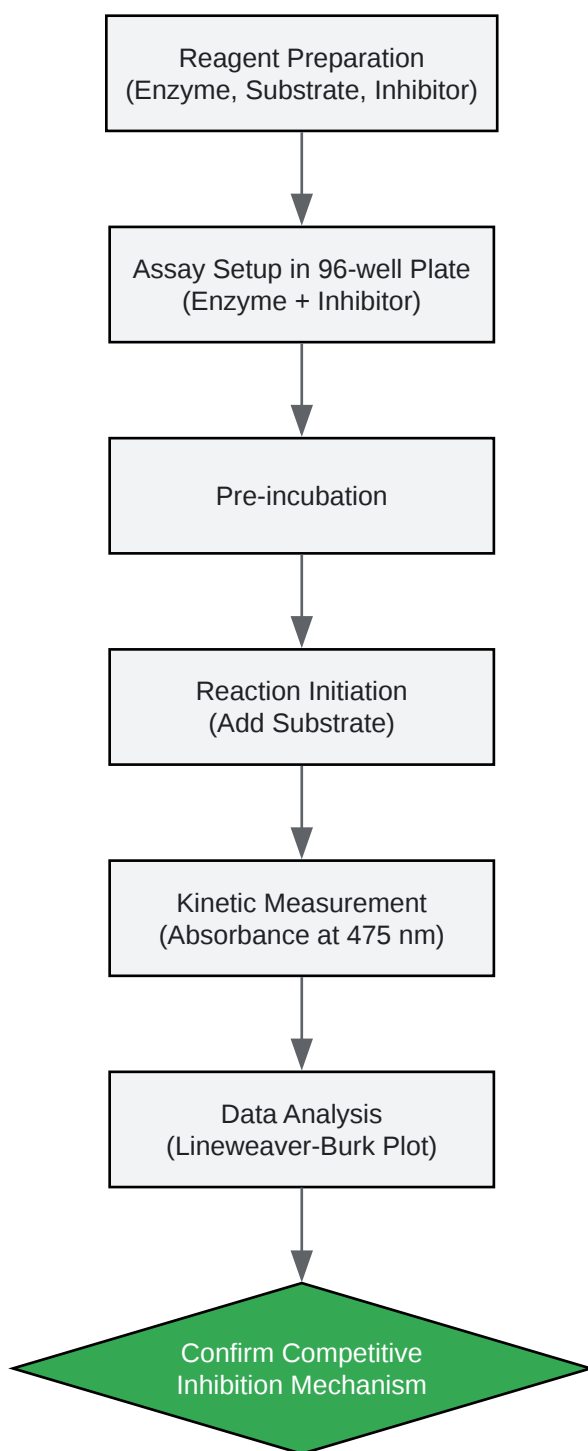 Reagent Preparation
(Enzyme, Substrate, Inhibitor)
Assay Setup in 96-well Plate
(Enzyme + Inhibitor)
Pre-incubation
Reaction Initiation
(Add Substrate)
Kinetic Measurement
(Absorbance at 475 nm)
Data Analysis
(Lineweaver-Burk Plot)
Confirm Competitive
Inhibition Mechanism